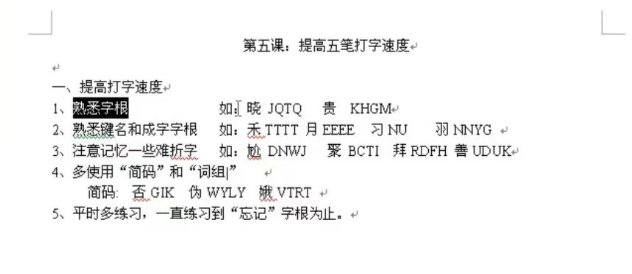 第五课：提高五笔打字速度
一、提高打字速度
1、熟悉字根 如：晓 JQTQ 贵 KHGM
2、熟悉键名和成字字根 如：禾 TTTT 月 EEEE 习 NU 羽 NNYG
3、注意记忆一些难折字 如：尬 DNWJ 聚 BCTI 拜 RDFH 善 UDUK
4、多使用“简码”和“词组”
简码: 否 GIK 伪 WYLY 娥 VTRT
5、平时多练习，一直练习到“忘记”字根为止。